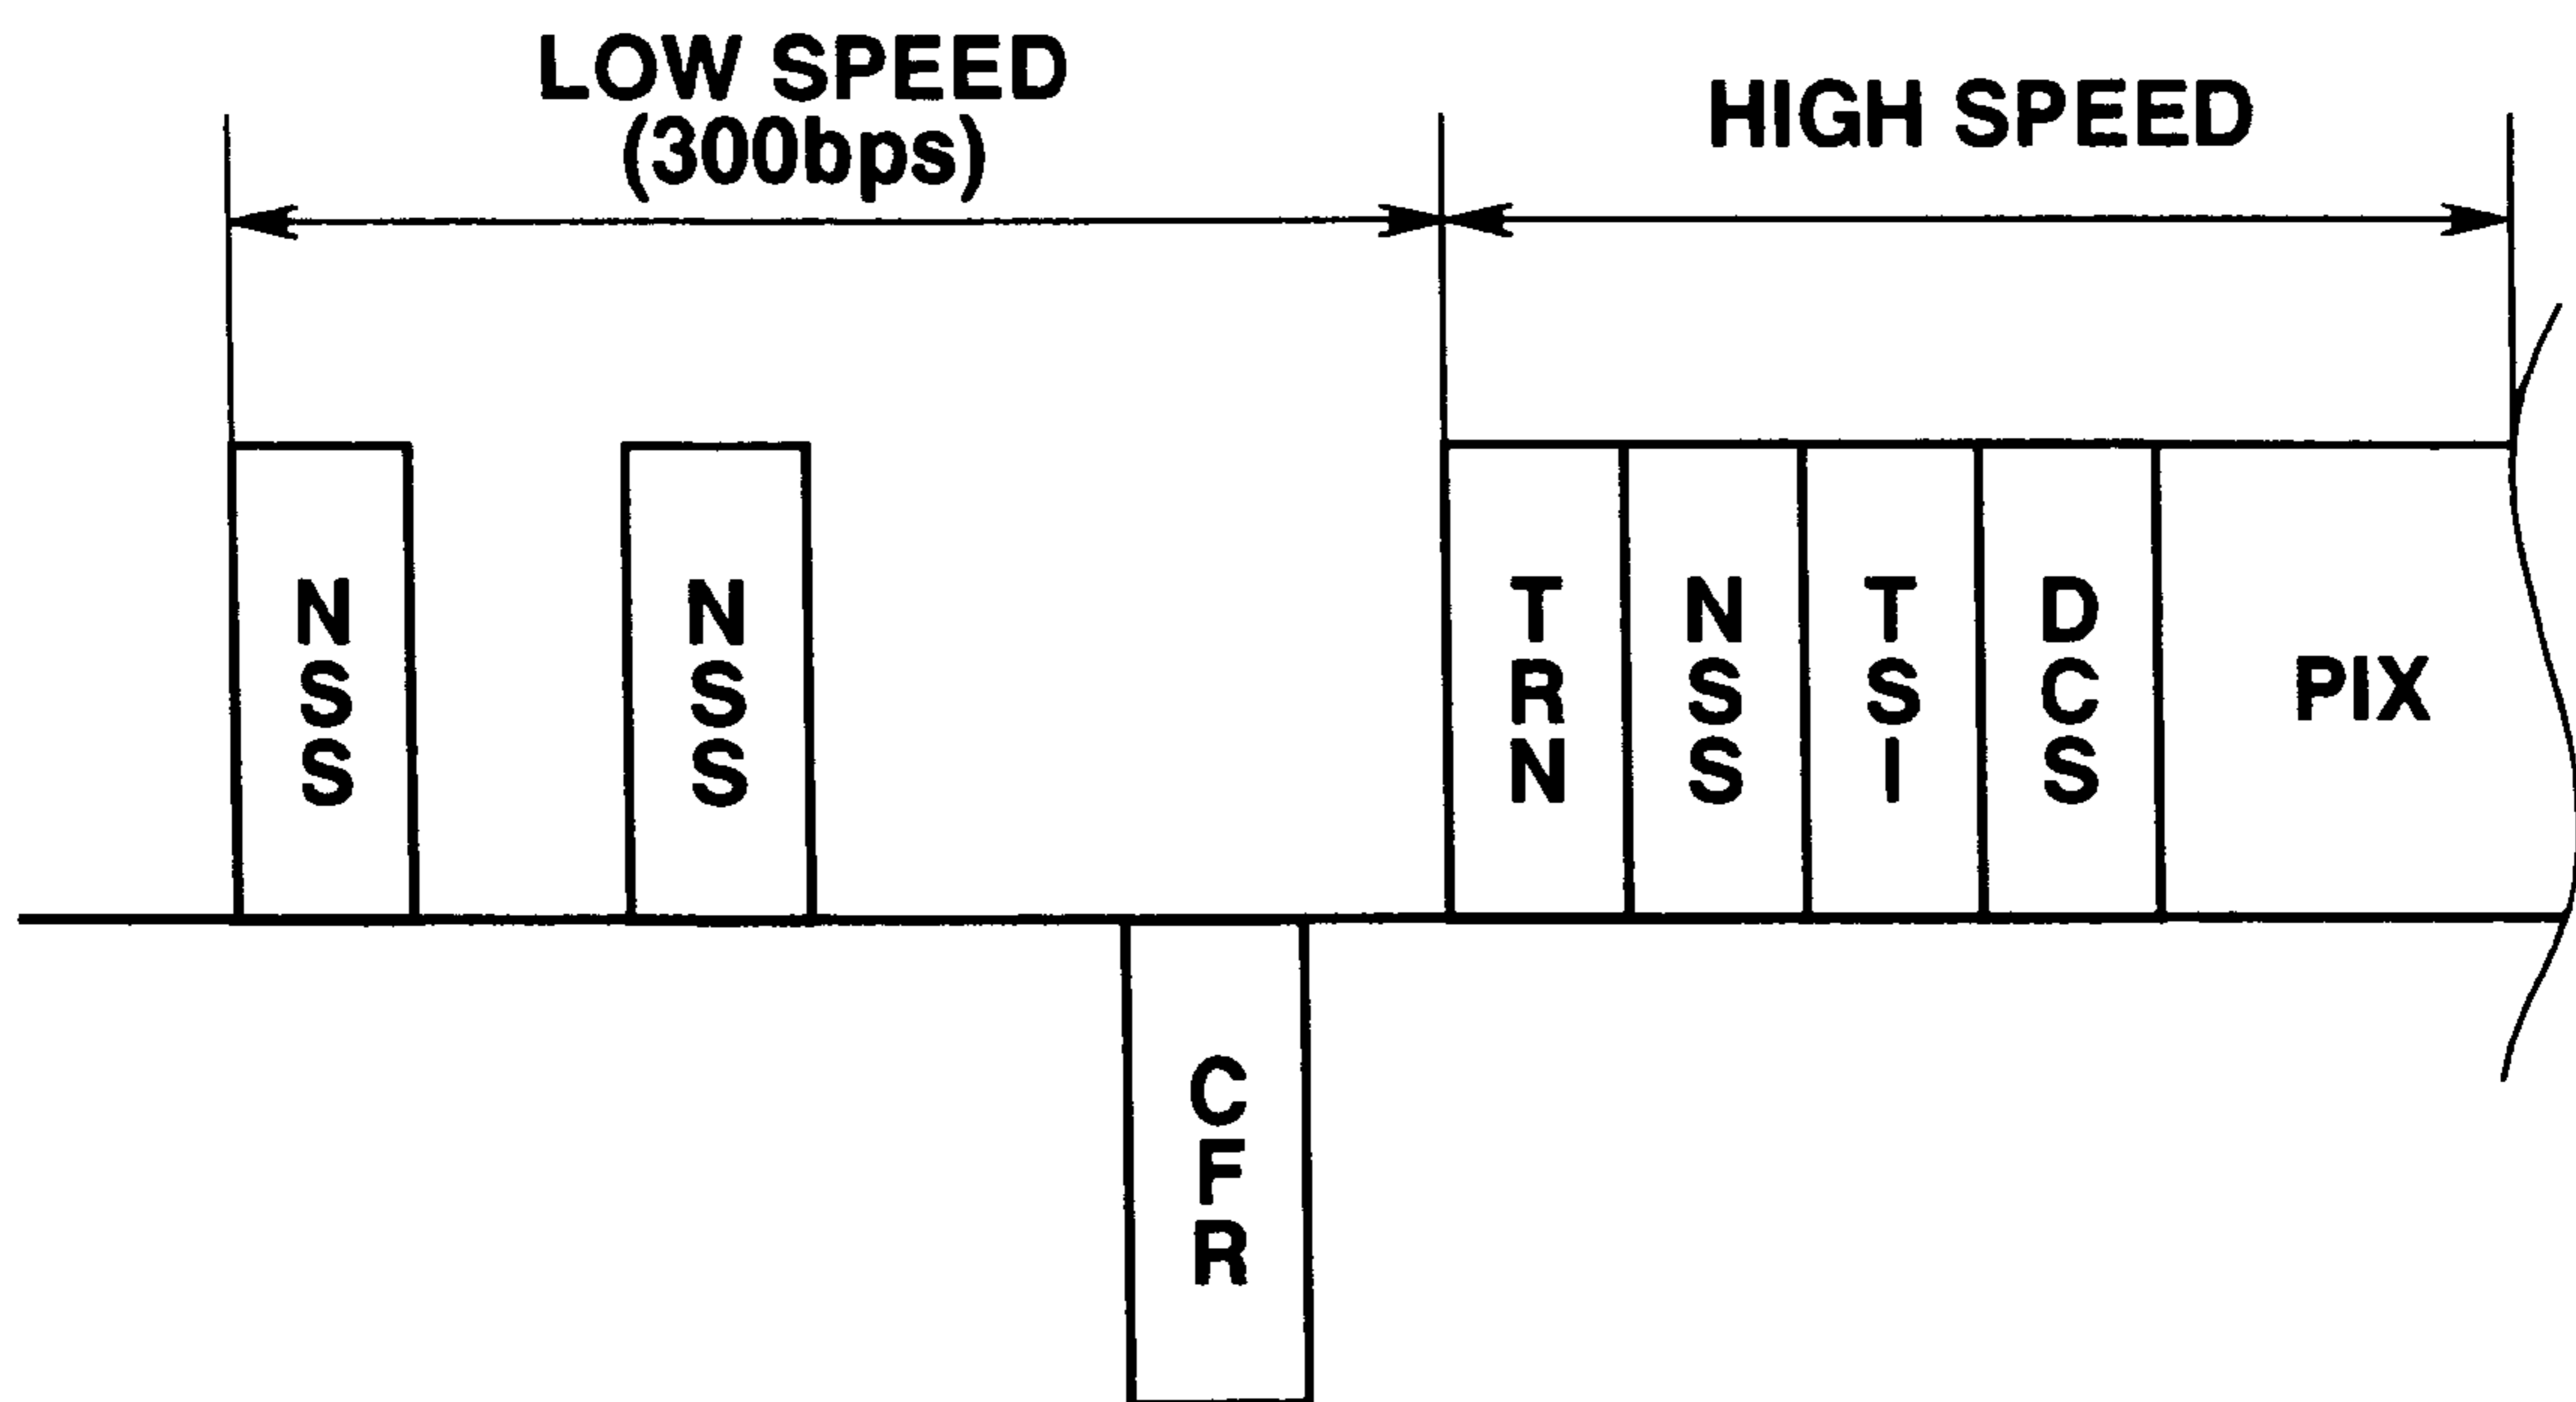 LOW SPEED
(300bps)
HIGH SPEED
NSS
NSS
TRN
NSS
TSI
DCS
PIX
CFR